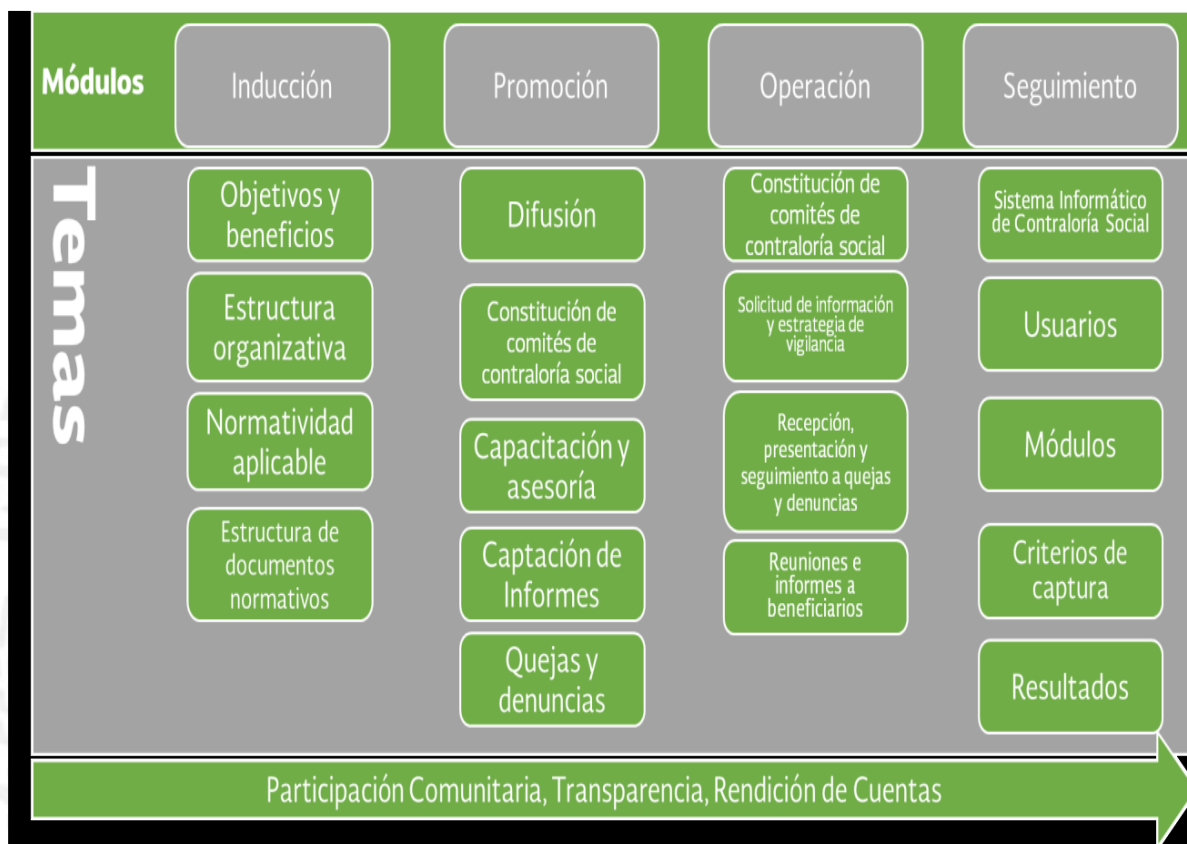 Módulos
Inducción
Promoción
Operación
Seguimiento
Temas
Objetivos y
beneficios
Estructura
organizativa
Normatividad
aplicable
Estructura de
documentos
normativos
Difusión
Constitución de
comités de
contraloría social
Capacitación y
asesoría
Captación de
Informes
Quejas y
denuncias
Constitución de
comités de
contraloría social
Solicitud de información
y estrategia de
vigilancia
Recepción,
presentación y
seguimiento a quejas
y denuncias
Reuniones e
informes a
beneficiarios
Sistema Informático
de Contraloría Social
Usuarios
Módulos
Criterios de
captura
Resultados
Participación Comunitaria, Transparencia, Rendición de Cuentas